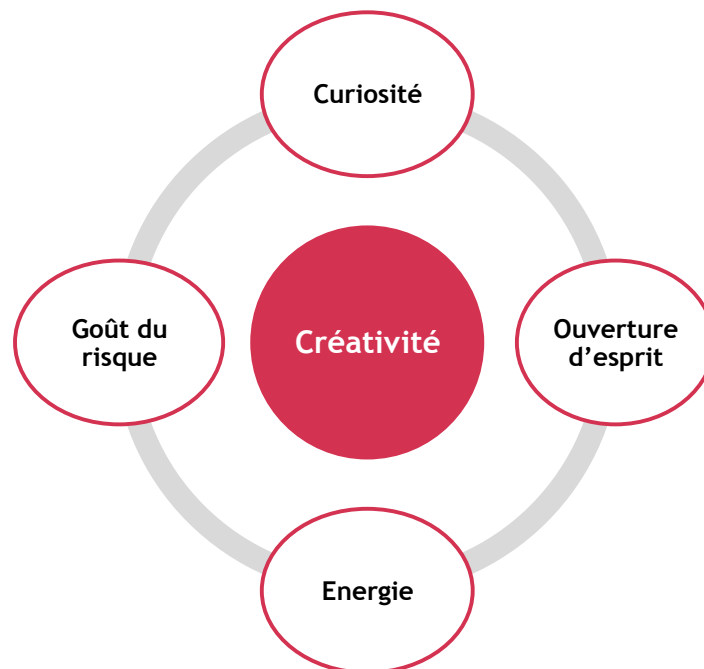 Curiosité
Goût du
risque
Créativité
Ouverture
d’esprit
Energie